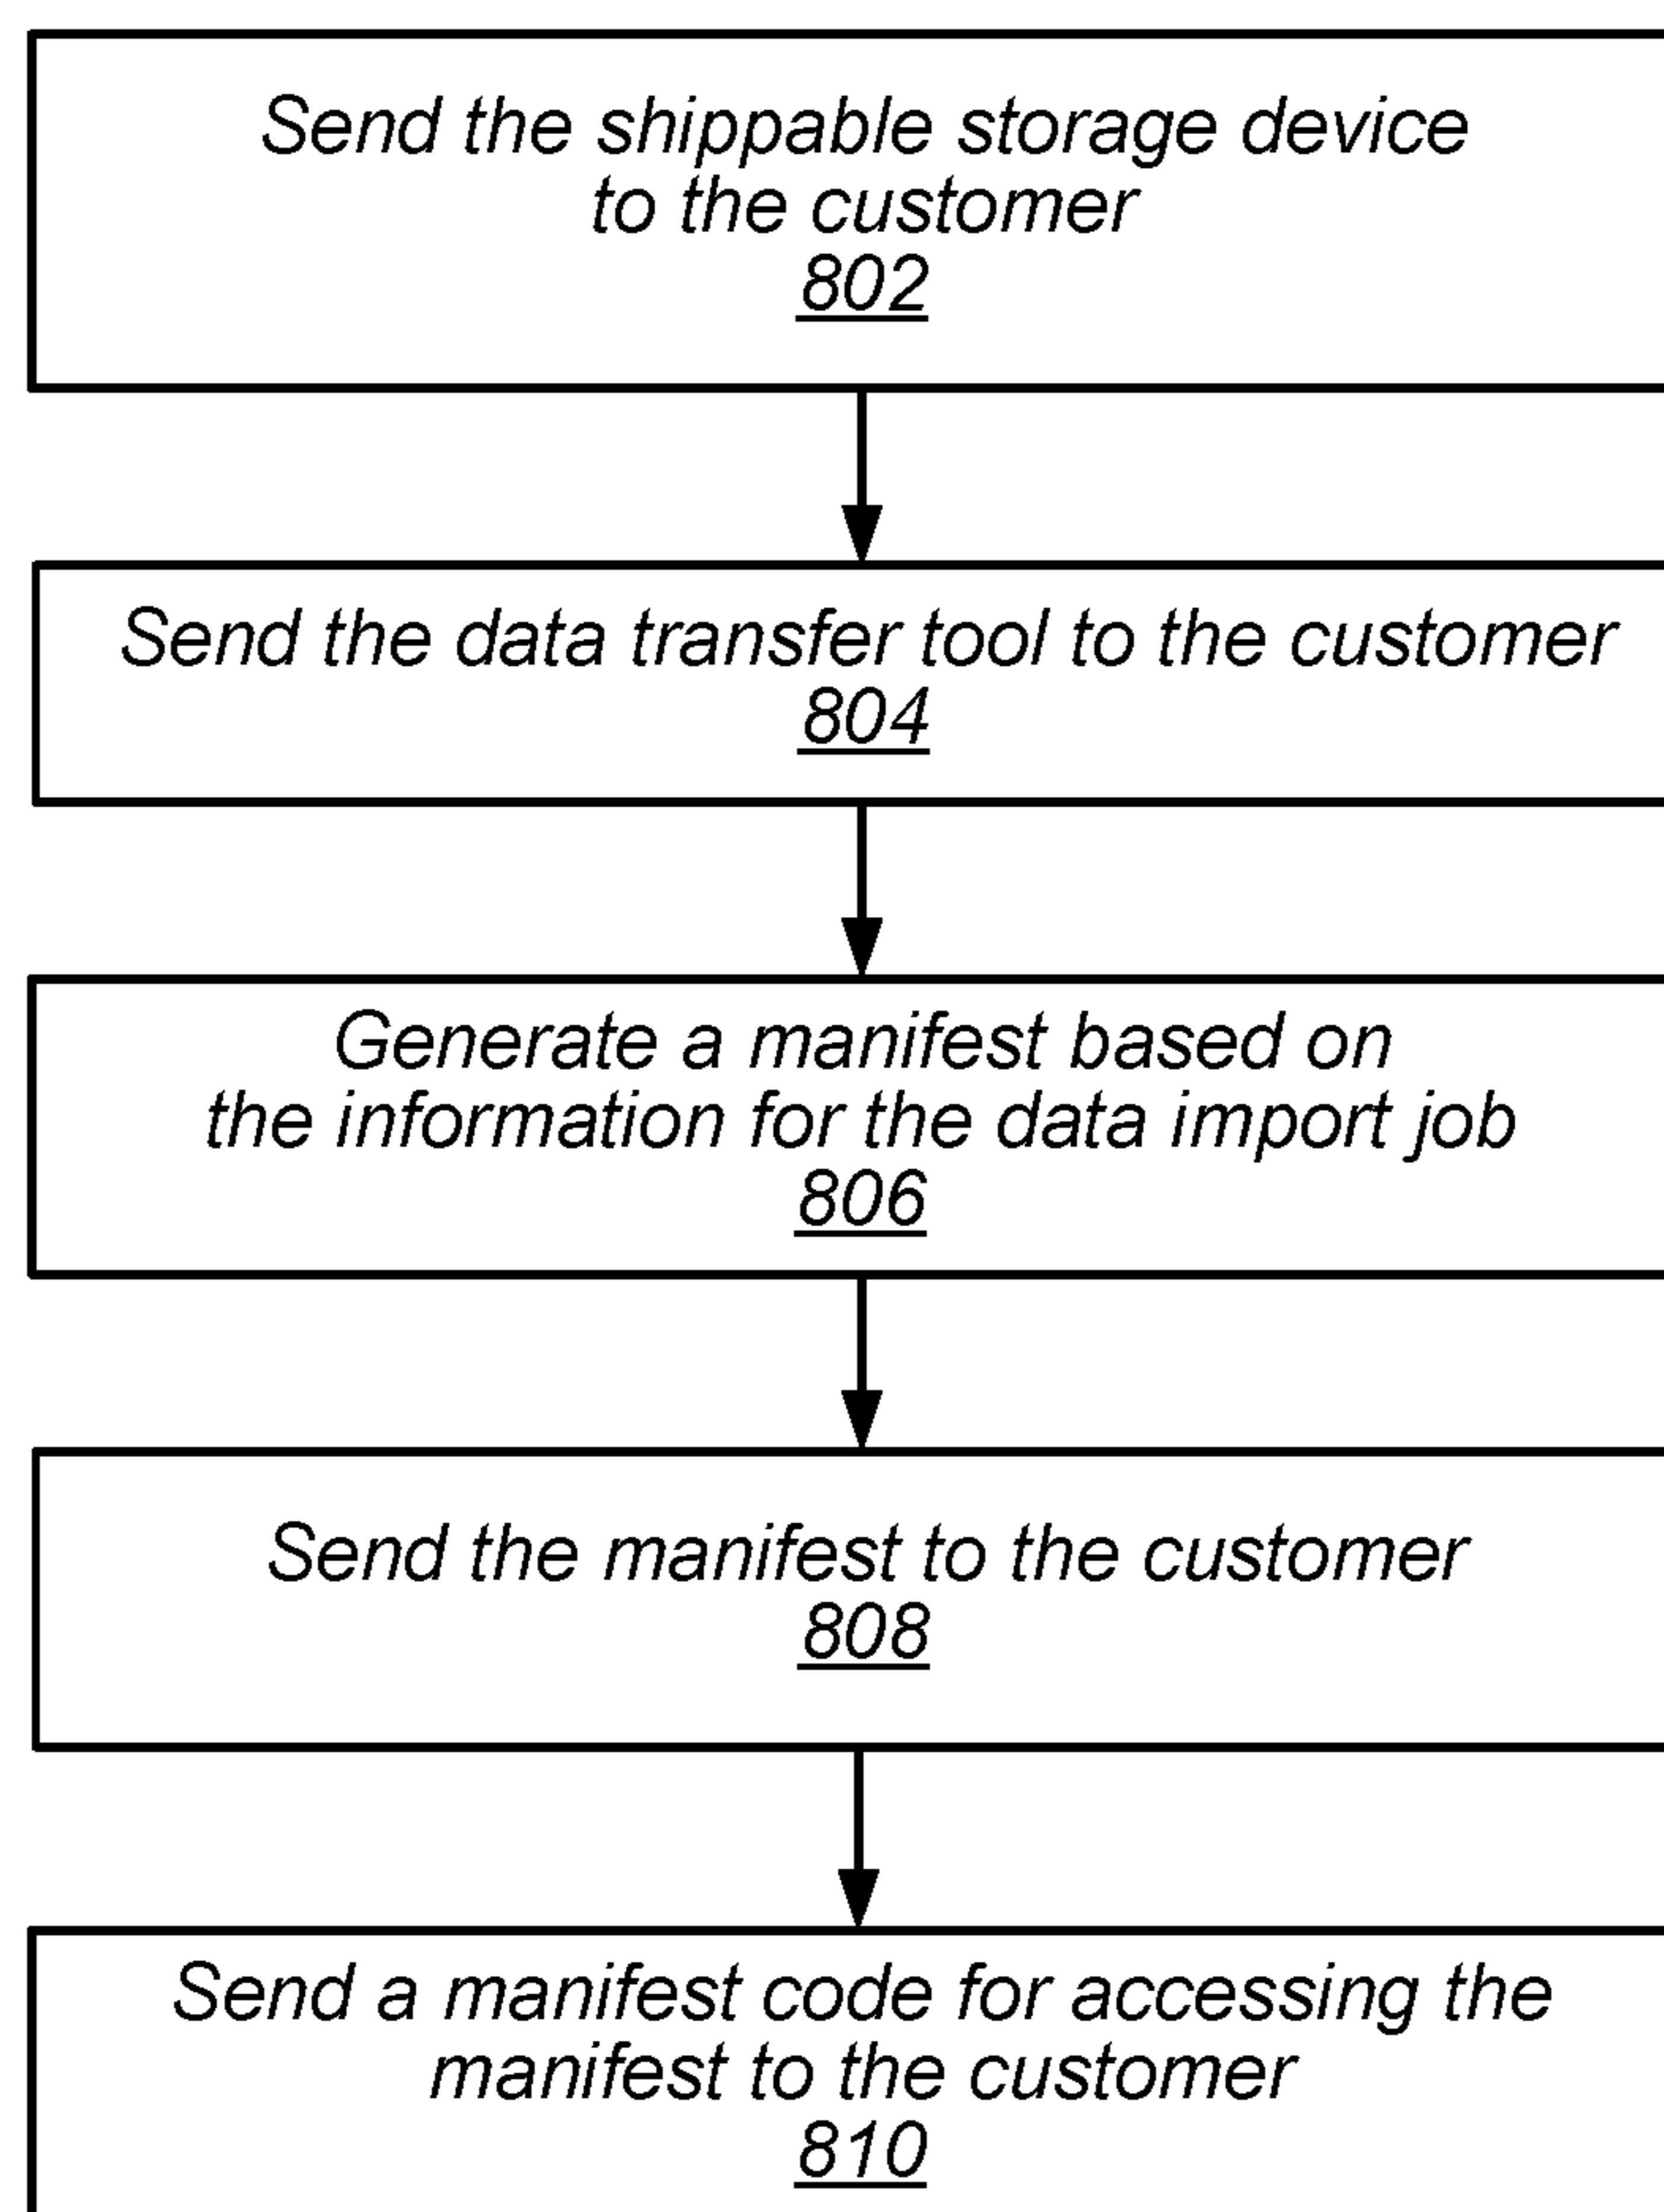 Send the shippable storage device
to the customer
802
Send the data transfer tool to the customer
804
Generate a manifest based on
the information for the data import job
806
Send the manifest to the customer
808
Send a manifest code for accessing the
manifest to the customer
810